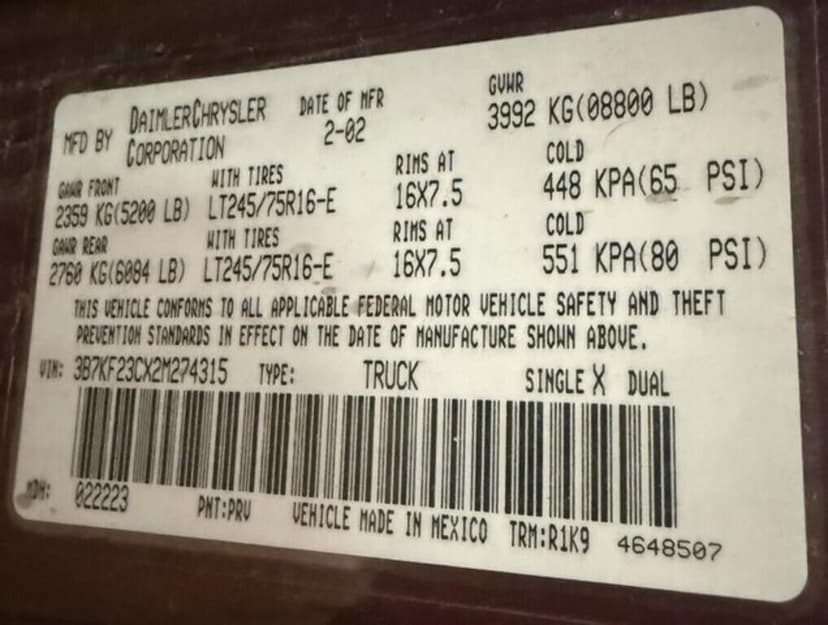 MFD BY DAIMLERCHRYSLER CORPORATION DATE OF MFR 2-02 GVWR 3992 KG(08800 LB)
GAWR FRONT WITH TIRES RIMS AT COLD
2359 KG(5200 LB) LT245/75R16-E 16X7.5 448 KPA(65 PSI)
GAWR REAR WITH TIRES RIMS AT COLD
2760 KG(6084 LB) LT245/75R16-E 16X7.5 551 KPA(80 PSI)
THIS VEHICLE CONFORMS TO ALL APPLICABLE FEDERAL MOTOR VEHICLE SAFETY AND THEFT
PREVENTION STANDARDS IN EFFECT ON THE DATE OF MANUFACTURE SHOWN ABOVE.
VIN: 3B7KF23CX2M274315 TYPE: TRUCK SINGLE X DUAL
MDH: 022223 PNT:PRV VEHICLE MADE IN MEXICO TRM:R1K9 4648507